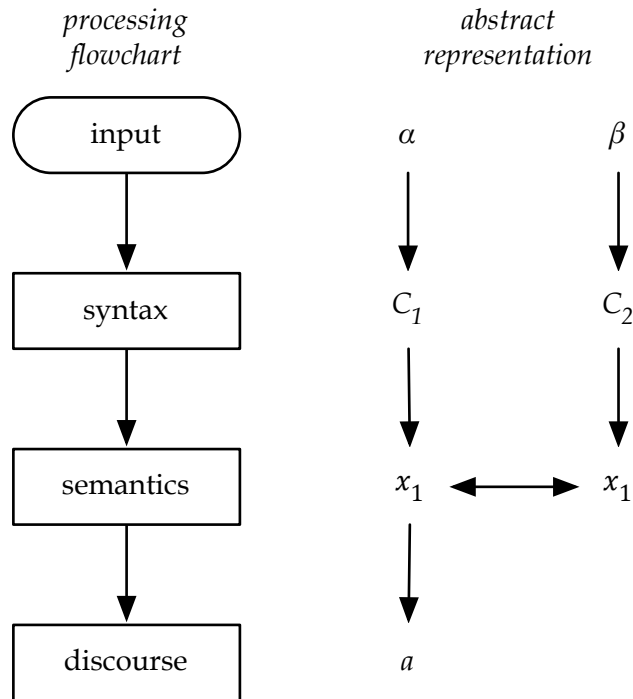 processing
flowchart
abstract
representation
input
α
β
syntax
C₁
C₂
semantics
x₁
x₁
discourse
a